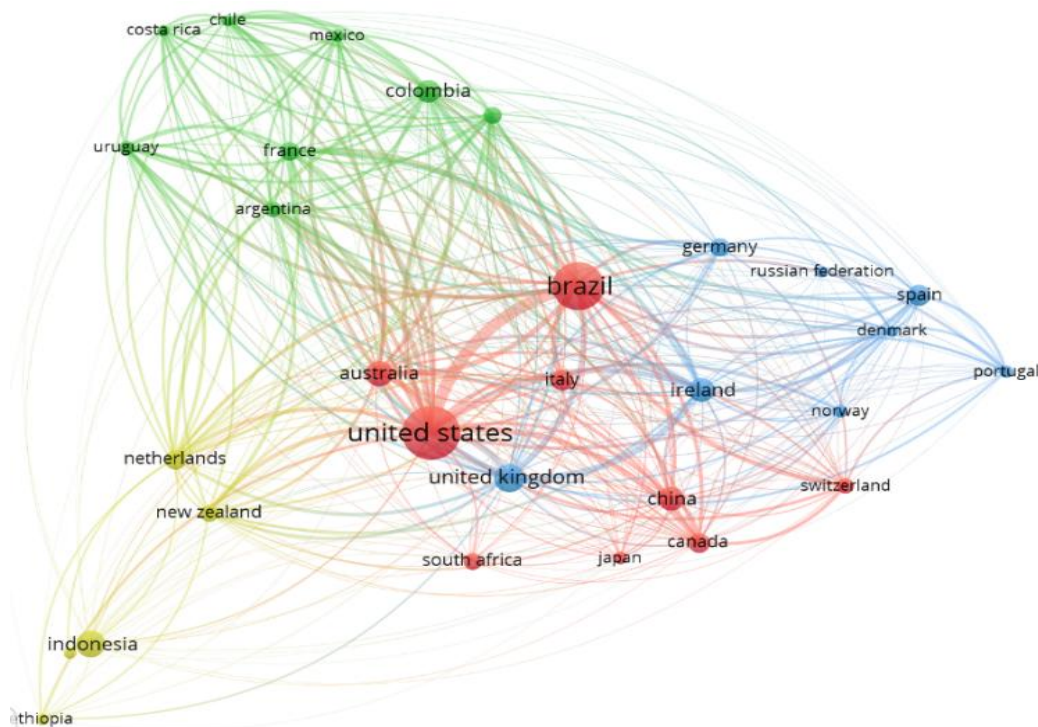 costa rica
chile
mexico
colombia
uruguay
france
argentina
germany
russian federation
brazil
spain
denmark
australia
italy
ireland
portugal
norway
united states
netherlands
united kingdom
switzerland
china
new zealand
canada
south africa
japan
indonesia
ethiopia